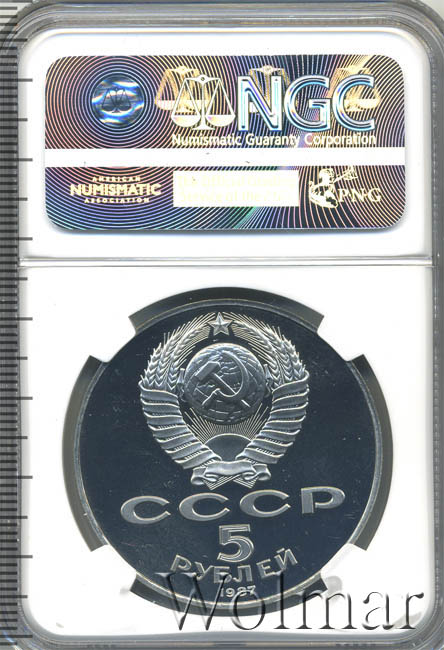 NGC
Numismatic Guaranty Corporation
AMERICAN
NUMISMATIC
ASSOCIATION
PNG
СССР
5
РУБЛЕЙ
1987
Wolmar